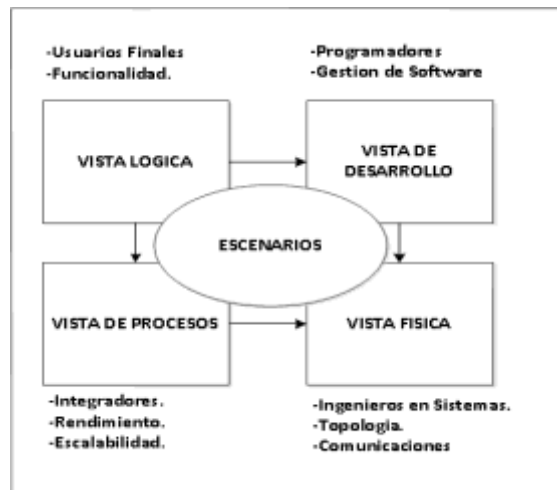 -Usuarios Finales
-Funcionalidad.
-Programadores
-Gestion de Software
VISTA LOGICA
VISTA DE
DESARROLLO
ESCENARIOS
VISTA DE PROCESOS
VISTA FISICA
-Integradores.
-Rendimiento.
-Escalabilidad.
-Ingenieros en Sistemas.
-Topologia.
-Comunicaciones